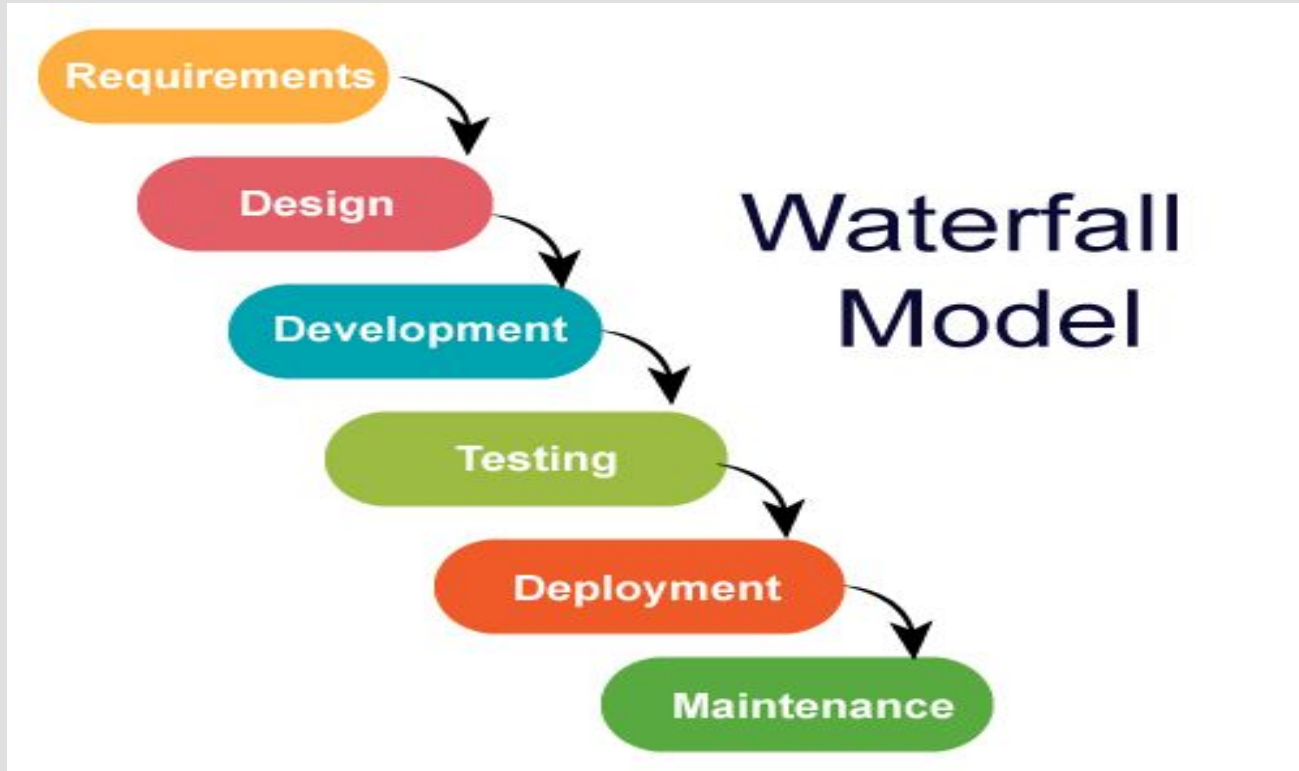 Requirements
Design
Development
Testing
Deployment
Maintenance
Waterfall
Model